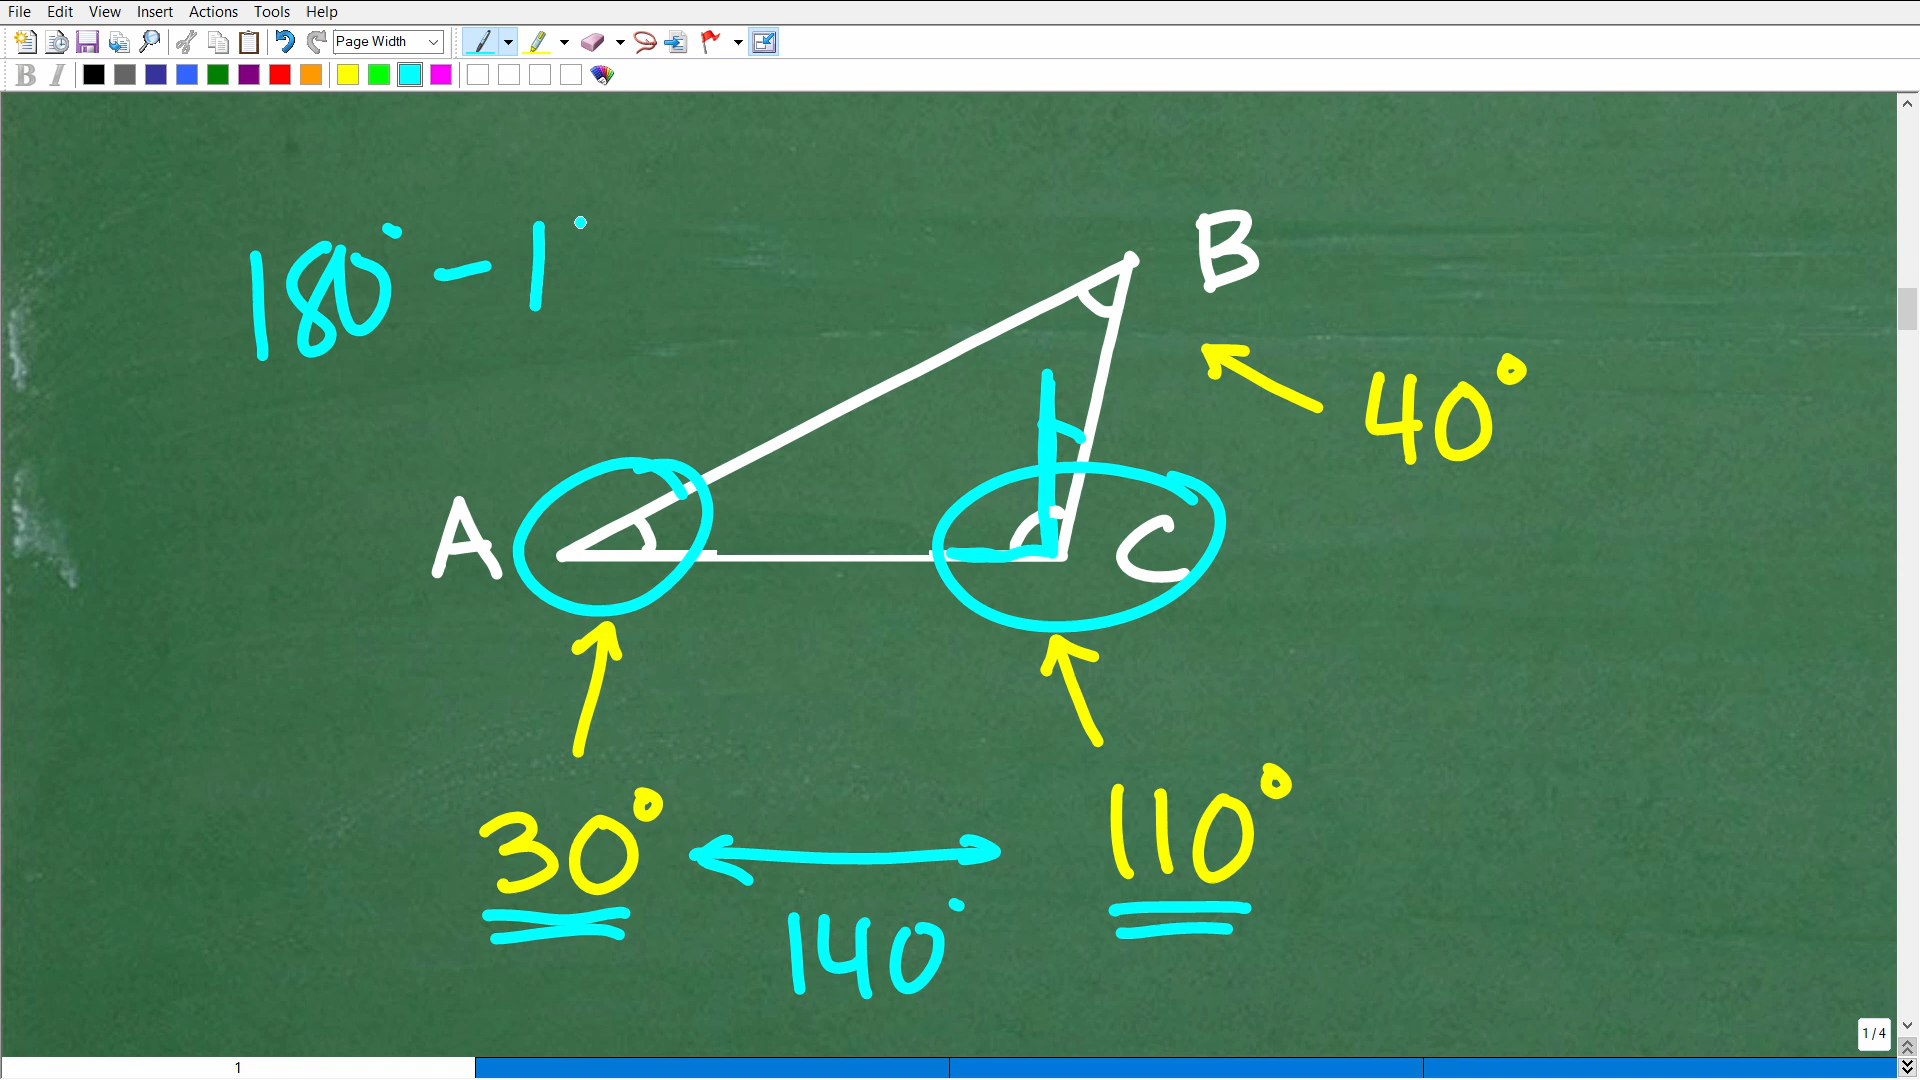 File Edit View Insert Actions Tools Help
Page Width
B I
180° - 1
B
40°
A
C
30°
110°
140°
1 / 4
1